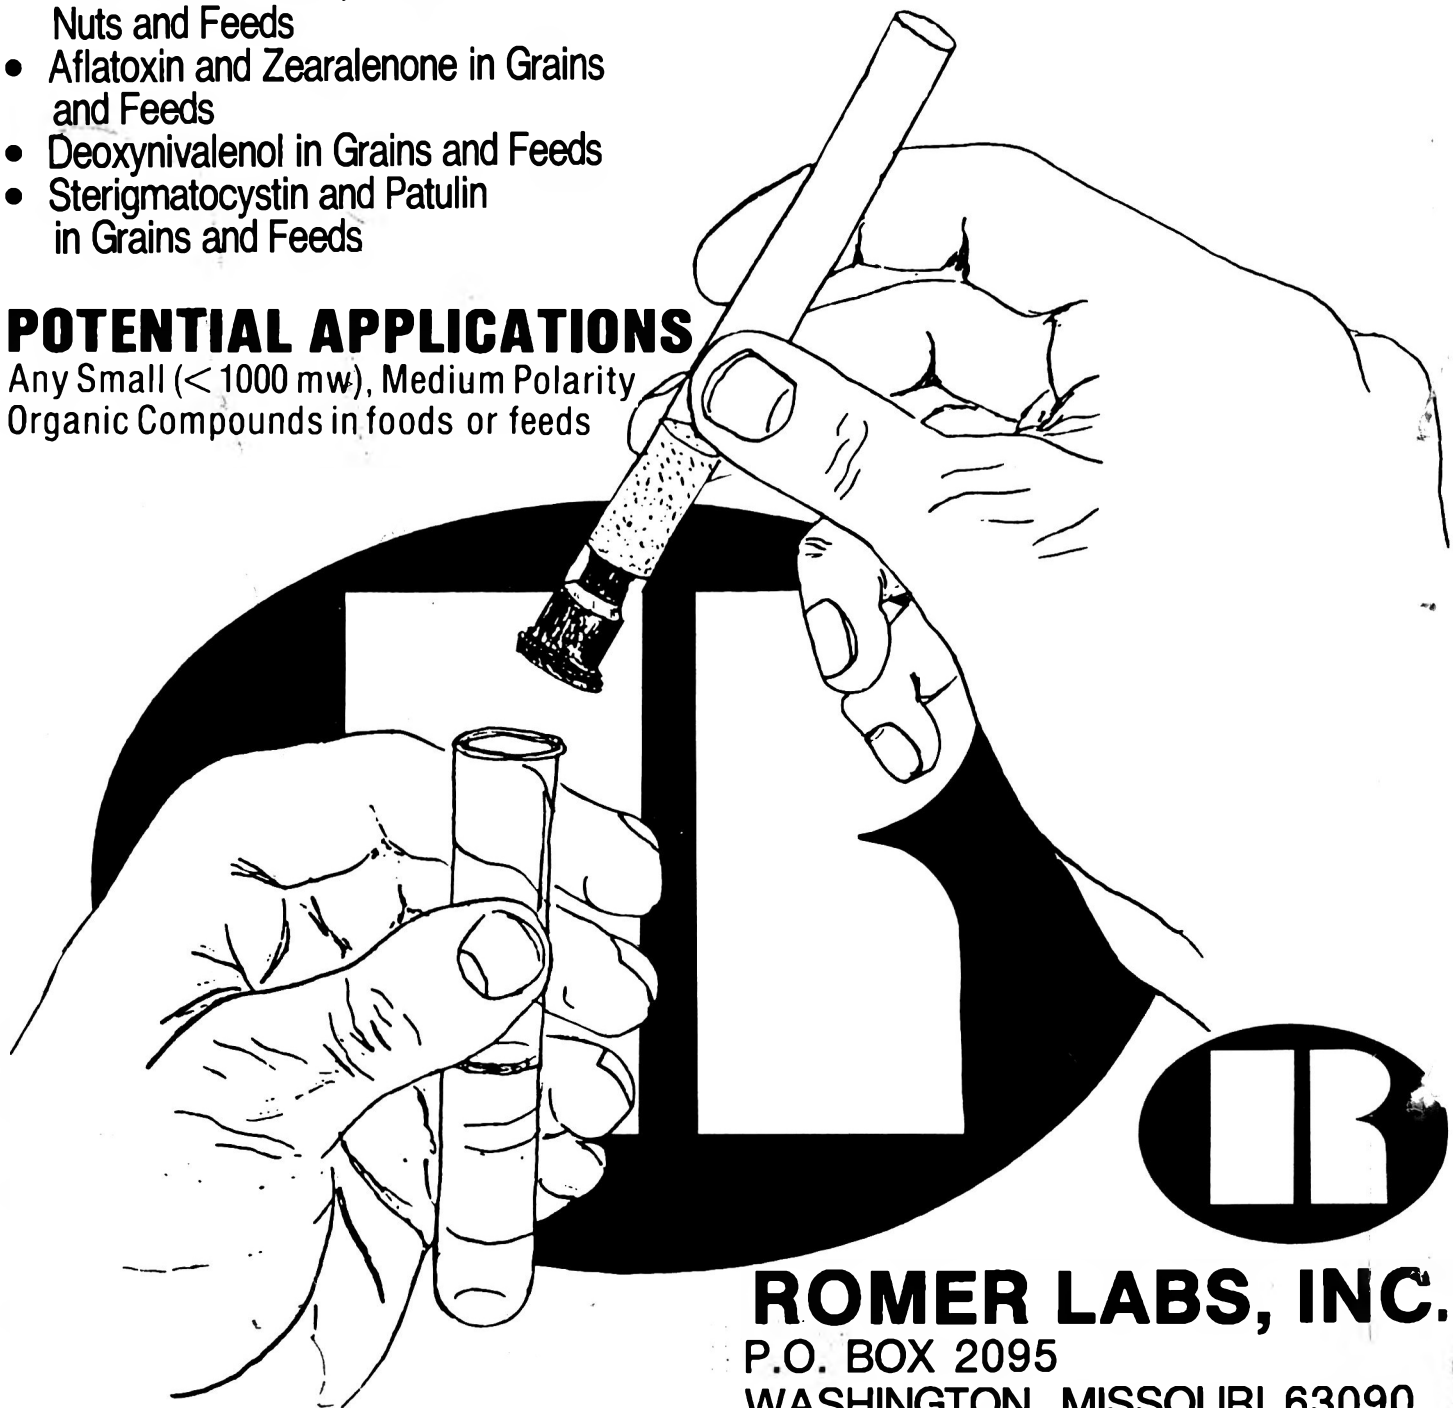 Nuts and Feeds
• Aflatoxin and Zearalenone in Grains
and Feeds
• Deoxynivalenol in Grains and Feeds
• Sterigmatocystin and Patulin
in Grains and Feeds
POTENTIAL APPLICATIONS
Any Small (< 1000 mw), Medium Polarity
Organic Compounds in foods or feeds
R
ROMER LABS, INC.
P.O. BOX 2095
WASHINGTON, MISSOURI 63090